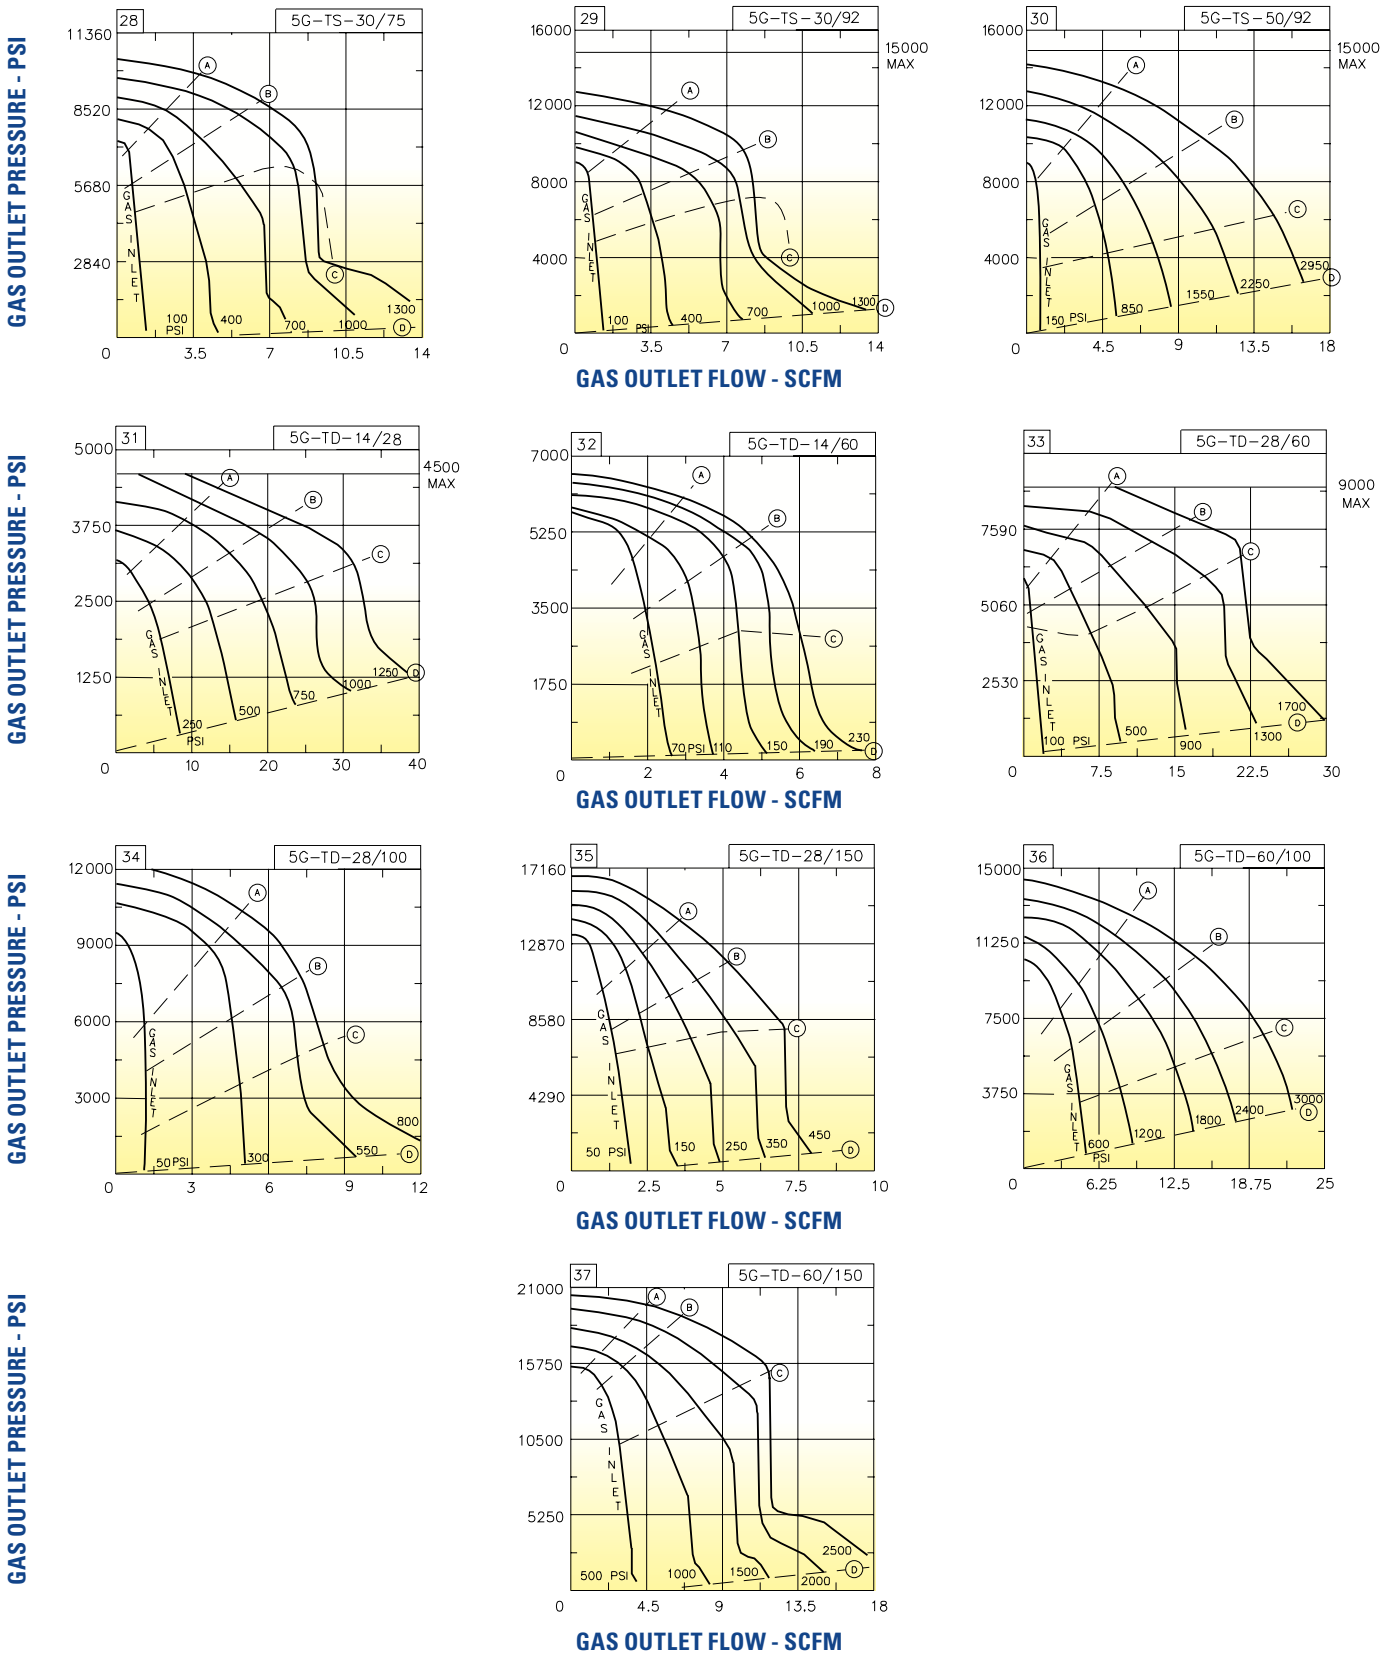 GAS OUTLET PRESSURE - PSI
28
5G-TS-30/75
11360
8520
5680
2840
0
3.5
7
10.5
14
A
B
C
D
GAS INLET
100
PSI
400
700
1000
1300
29
5G-TS-30/92
16000
12000
8000
4000
0
3.5
7
10.5
14
15000
MAX
A
B
C
D
GAS INLET
100
PSI
400
700
1000
1300
30
5G-TS-50/92
16000
12000
8000
4000
0
4.5
9
13.5
18
15000
MAX
A
B
C
D
GAS INLET
150 PSI
850
1550
2250
2950
GAS OUTLET FLOW - SCFM
GAS OUTLET PRESSURE - PSI
31
5G-TD-14/28
5000
3750
2500
1250
0
10
20
30
40
4500
MAX
A
B
C
D
GAS INLET
250
PSI
500
750
1000
1250
32
5G-TD-14/60
7000
5250
3500
1750
0
2
4
6
8
A
B
C
D
GAS INLET
70 PSI
110
150
190
230
33
5G-TD-28/60
7590
5060
2530
0
7.5
15
22.5
30
9000
MAX
A
B
C
D
GAS INLET
100 PSI
500
900
1300
1700
GAS OUTLET FLOW - SCFM
GAS OUTLET PRESSURE - PSI
34
5G-TD-28/100
12000
9000
6000
3000
0
3
6
9
12
A
B
C
D
GAS INLET
50 PSI
300
550
800
35
5G-TD-28/150
17160
12870
8580
4290
0
2.5
5
7.5
10
A
B
C
D
GAS INLET
50 PSI
150
250
350
450
36
5G-TD-60/100
15000
11250
7500
3750
0
6.25
12.5
18.75
25
A
B
C
D
GAS INLET
600
PSI
1200
1800
2400
3000
GAS OUTLET FLOW - SCFM
GAS OUTLET PRESSURE - PSI
37
5G-TD-60/150
21000
15750
10500
5250
0
4.5
9
13.5
18
A
B
C
D
GAS INLET
500 PSI
1000
1500
2000
2500
GAS OUTLET FLOW - SCFM